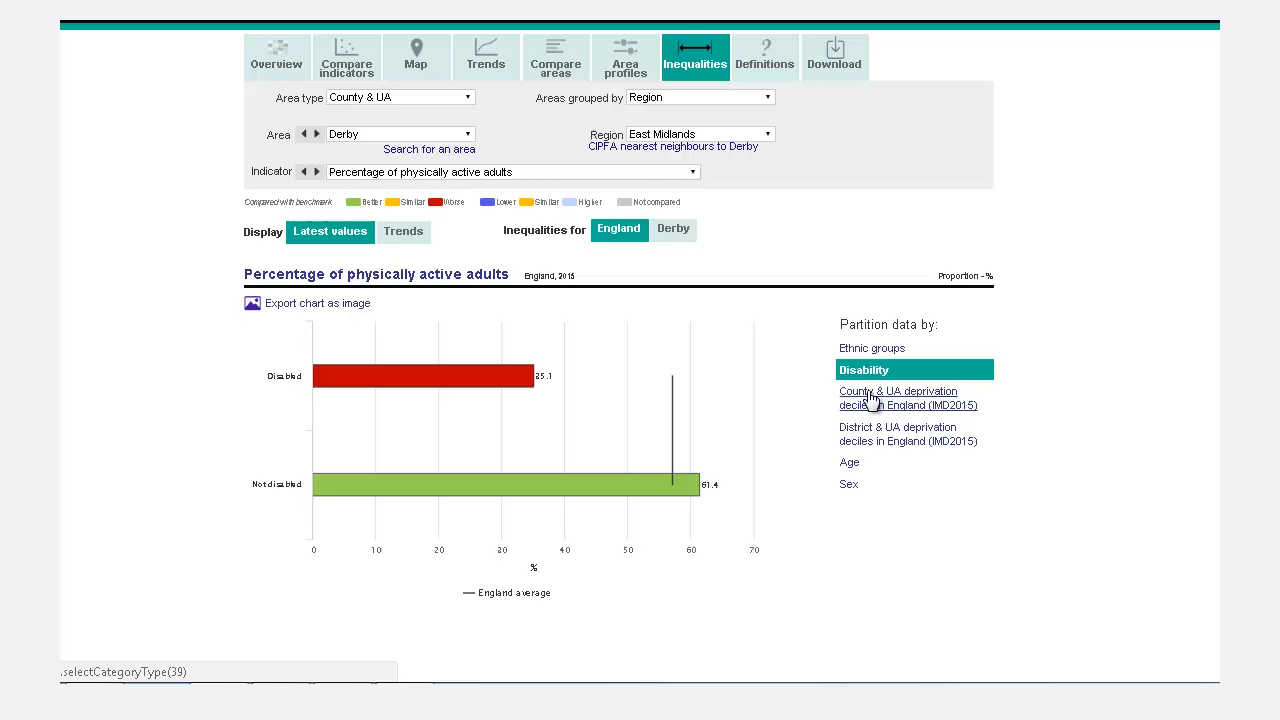 Overview
Compare indicators
Map
Trends
Compare areas
Area profiles
Inequalities
Definitions
Download
Area type County & UA
Areas grouped by Region
Area Derby
Region East Midlands
Search for an area
CIPFA nearest neighbours to Derby
Indicator Percentage of physically active adults
Compared with benchmark Better Similar Worse Lower Similar Higher Not compared
Display Latest values Trends
Inequalities for England Derby
Percentage of physically active adults England, 2015 Proportion - %
Export chart as image
Partition data by:
Ethnic groups
Disability
County & UA deprivation
deciles in England (IMD2015)
District & UA deprivation
deciles in England (IMD2015)
Age
Sex
Disabled 35.1
Not disabled 61.4
0 10 20 30 40 50 60 70
%
England average
.selectCategoryType(39)